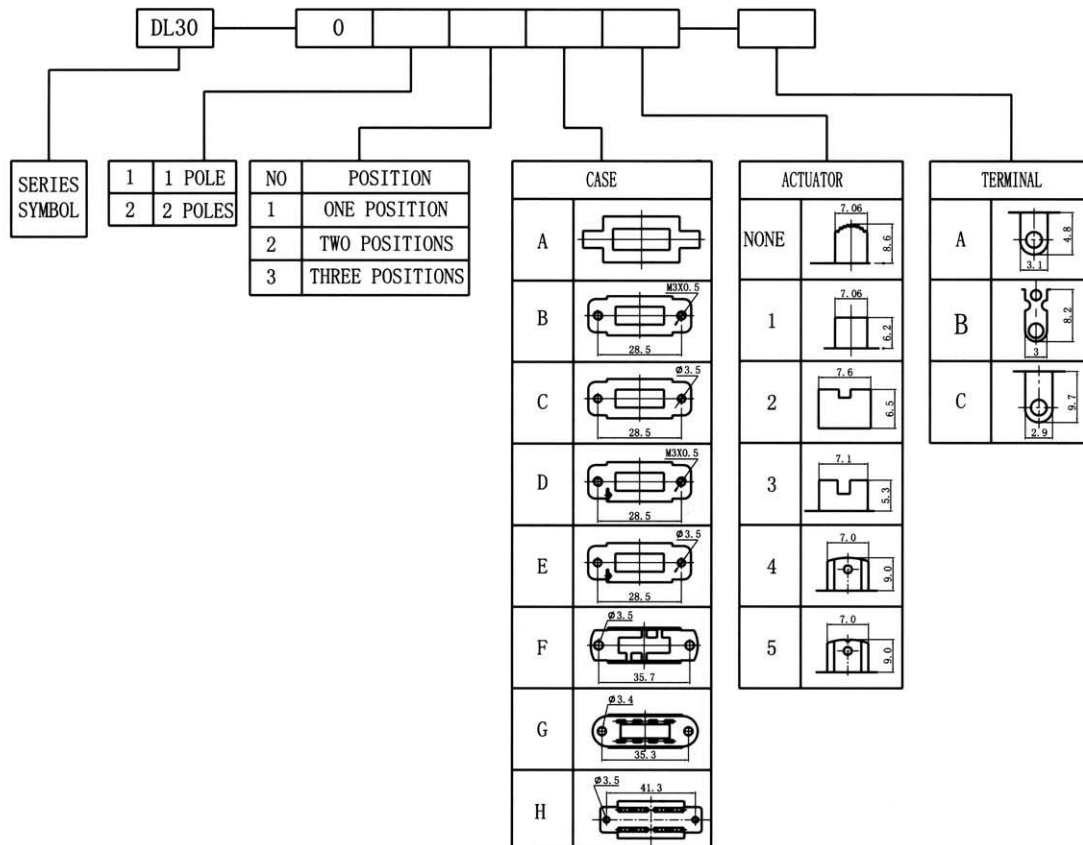 DL30 0
SERIES SYMBOL
1 1 POLE
2 2 POLES
NO POSITION
1 ONE POSITION
2 TWO POSITIONS
3 THREE POSITIONS
CASE
A
B M3X0.5 28.5
C Ø3.5 28.5
D M3X0.5 28.5
E Ø3.5 28.5
F Ø3.5 35.7
G Ø3.4 35.3
H Ø3.5 41.3
ACTUATOR
NONE 7.06 8.6
1 7.06 6.2
2 7.6 6.5
3 7.1 5.3
4 7.0 9.0
5 7.0 9.0
TERMINAL
A 4.8 3.1
B 8.2 3
C 9.7 2.9